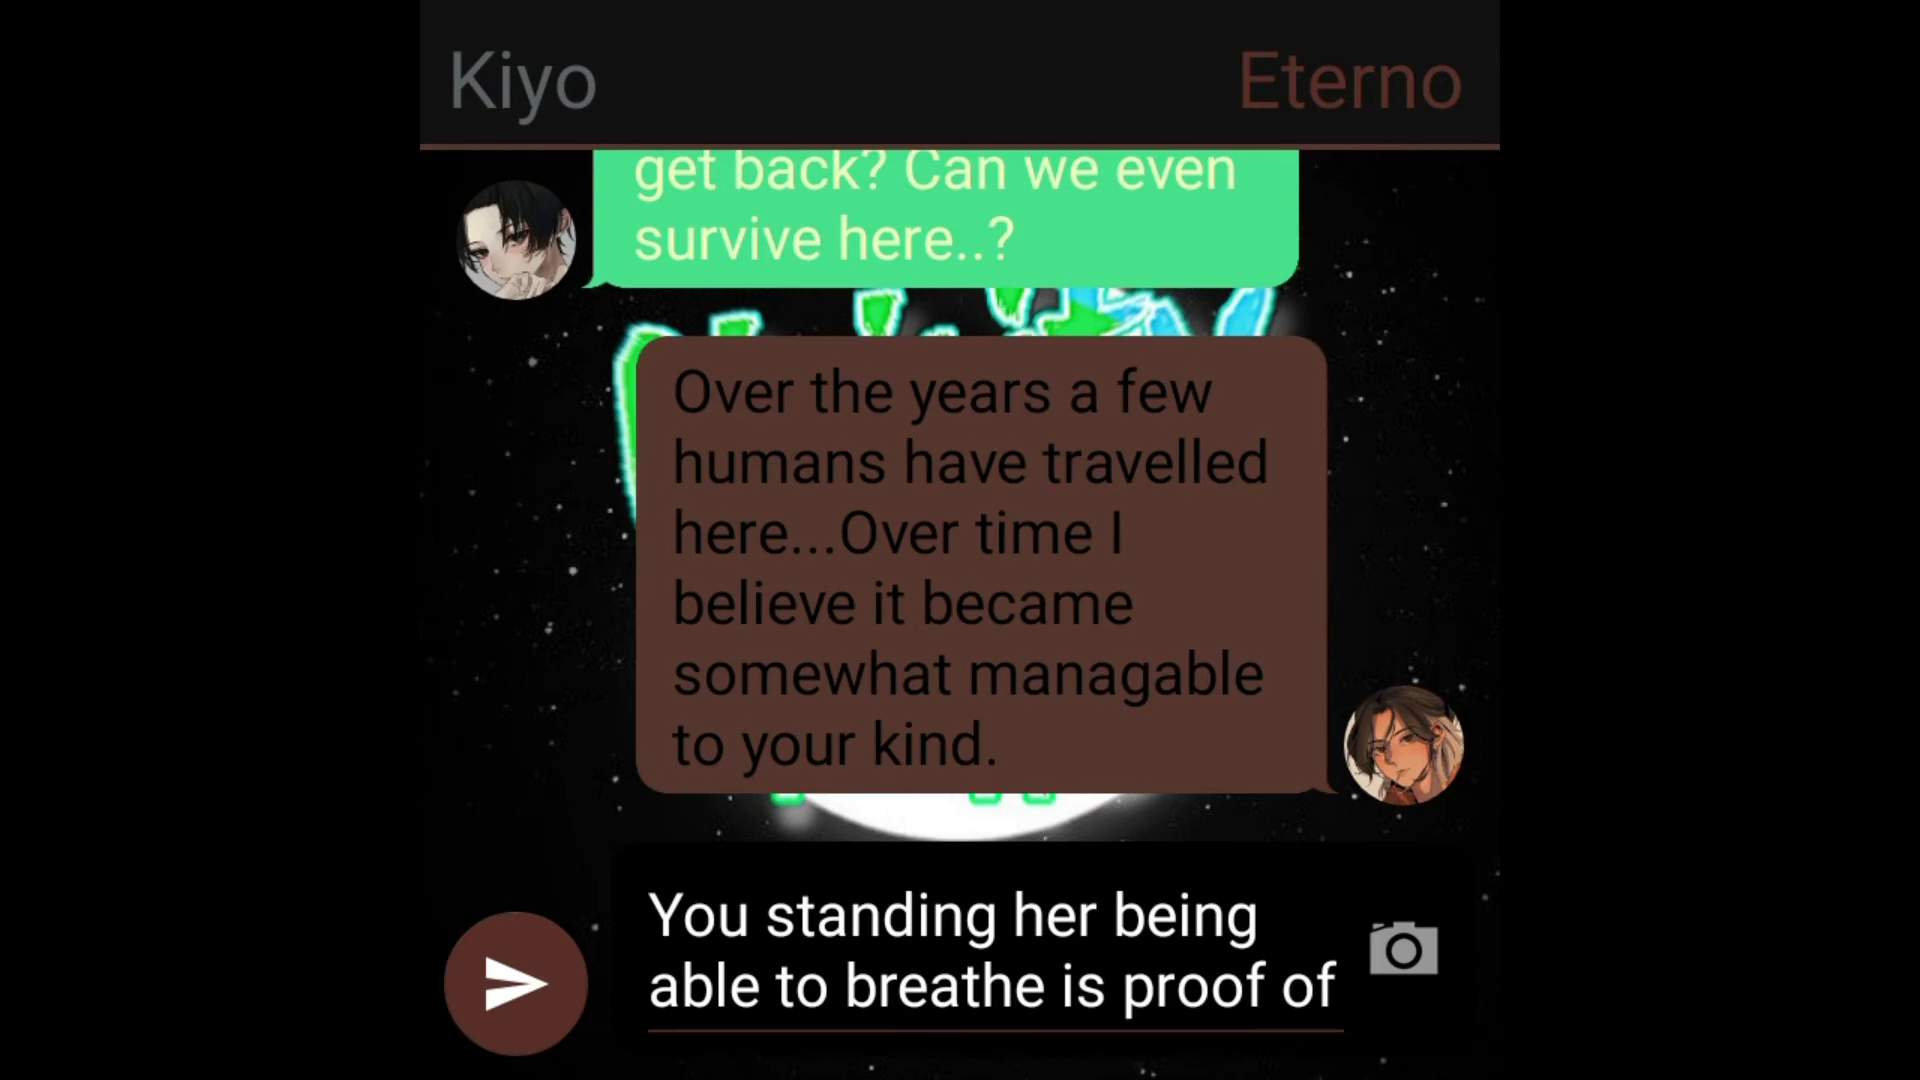 Kiyo
Eterno
get back? Can we even
survive here..?
Over the years a few
humans have travelled
here...Over time I
believe it became
somewhat managable
to your kind.
You standing her being
able to breathe is proof of